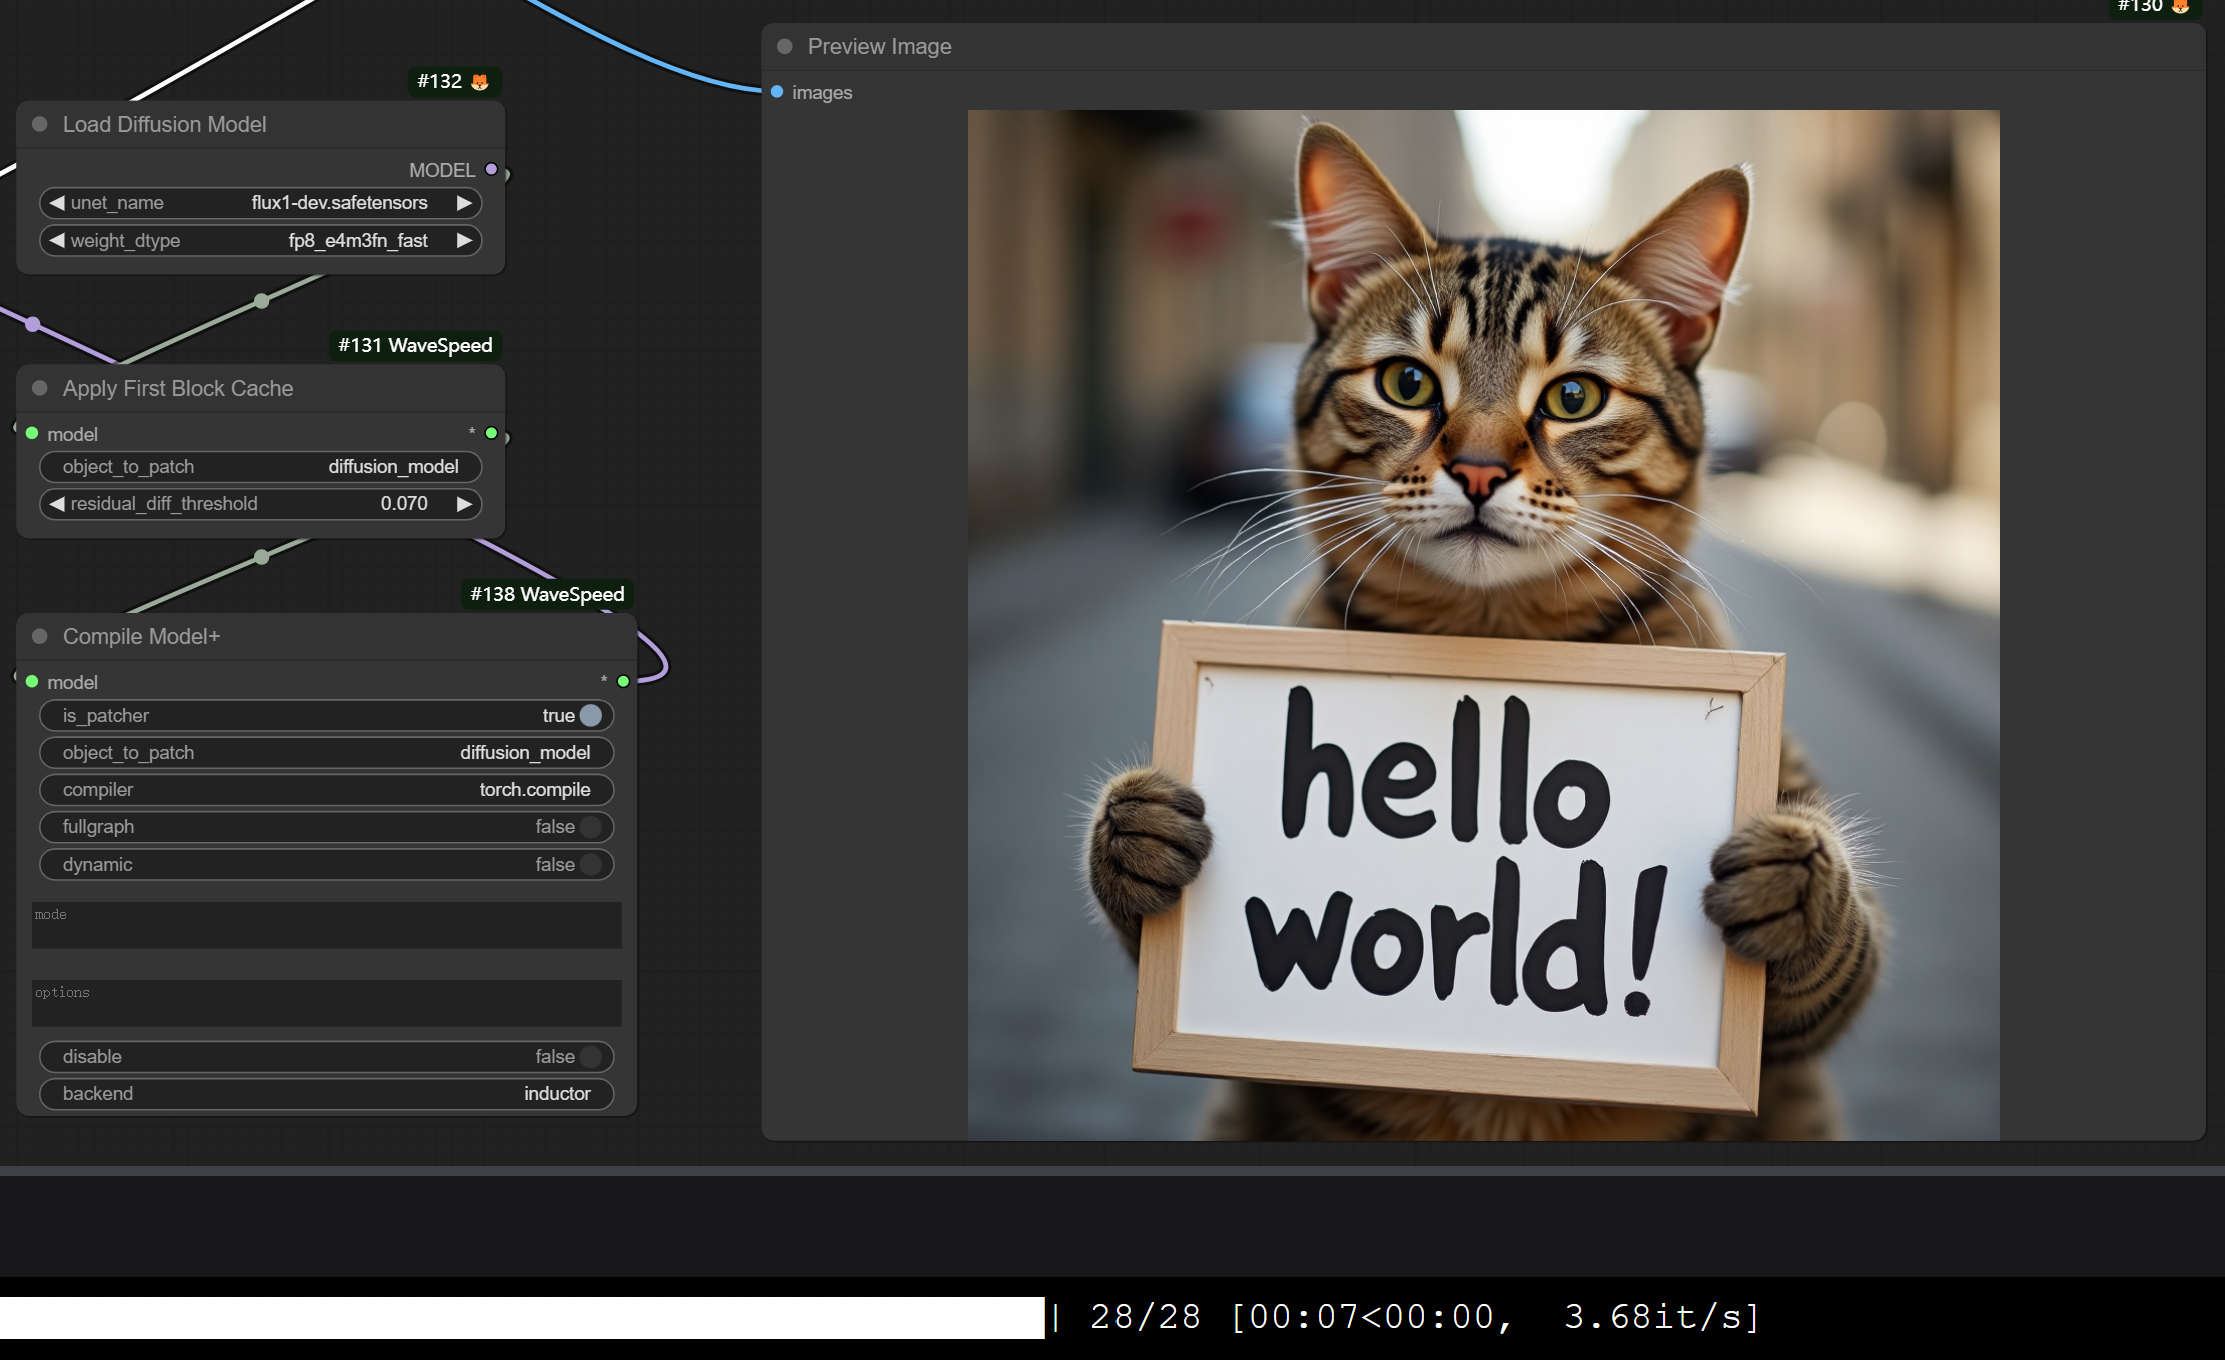 #130
Preview Image
images
#132
Load Diffusion Model
MODEL
unet_name flux1-dev.safetensors
weight_dtype fp8_e4m3fn_fast
#131 WaveSpeed
Apply First Block Cache
model *
object_to_patch diffusion_model
residual_diff_threshold 0.070
#138 WaveSpeed
Compile Model+
model *
is_patcher true
object_to_patch diffusion_model
compiler torch.compile
fullgraph false
dynamic false
mode
options
disable false
backend inductor
hello
world!
| 28/28 [00:07<00:00, 3.68it/s]